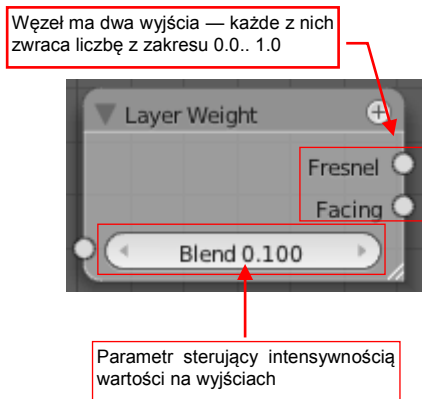 Węzeł ma dwa wyjścia — każde z nich
zwraca liczbę z zakresu 0.0.. 1.0
Layer Weight
Fresnel
Facing
Blend 0.100
Parametr sterujący intensywnością
wartości na wyjściach